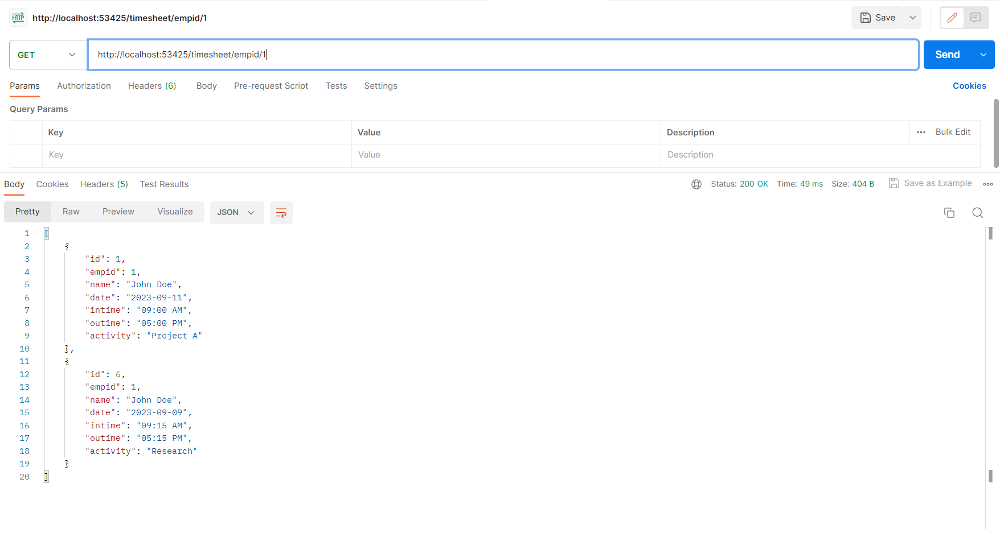 HTTP http://localhost:53425/timesheet/empid/1 Save
GET http://localhost:53425/timesheet/empid/1 Send
Params Authorization Headers (6) Body Pre-request Script Tests Settings Cookies
Query Params
Key Value Description ••• Bulk Edit
Key Value Description
Body Cookies Headers (5) Test Results Status: 200 OK Time: 49 ms Size: 404 B Save as Example
Pretty Raw Preview Visualize JSON
1 [
2 {
3 "id": 1,
4 "empid": 1,
5 "name": "John Doe",
6 "date": "2023-09-11",
7 "intime": "09:00 AM",
8 "outime": "05:00 PM",
9 "activity": "Project A"
10 },
11 {
12 "id": 6,
13 "empid": 1,
14 "name": "John Doe",
15 "date": "2023-09-09",
16 "intime": "09:15 AM",
17 "outime": "05:15 PM",
18 "activity": "Research"
19 }
20 ]